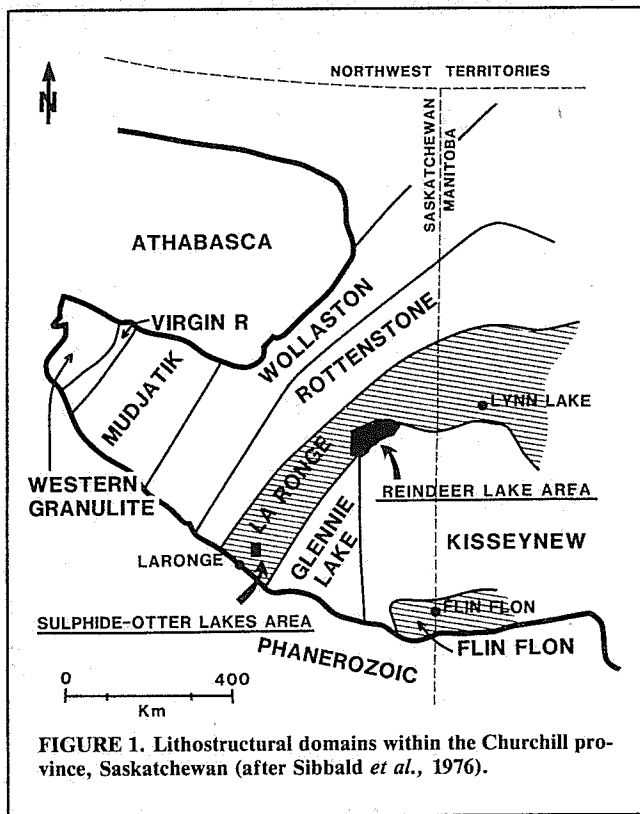 N
NORTHWEST TERRITORIES
SASKATCHEWAN
MANITOBA
ATHABASCA
VIRGIN R
WOLLASTON
ROTTENSTONE
MUDJATIK
LYNN LAKE
WESTERN
GRANULITE
LA RONGE
REINDEER LAKE AREA
GLENNIE
LAKE
KISSEYNEW
LARONGE
SULPHIDE-OTTER LAKES AREA
FLIN FLON
FLIN FLON
PHANEROZOIC
0 400
Km
FIGURE 1. Lithostructural domains within the Churchill pro-
vince, Saskatchewan (after Sibbald et al., 1976).